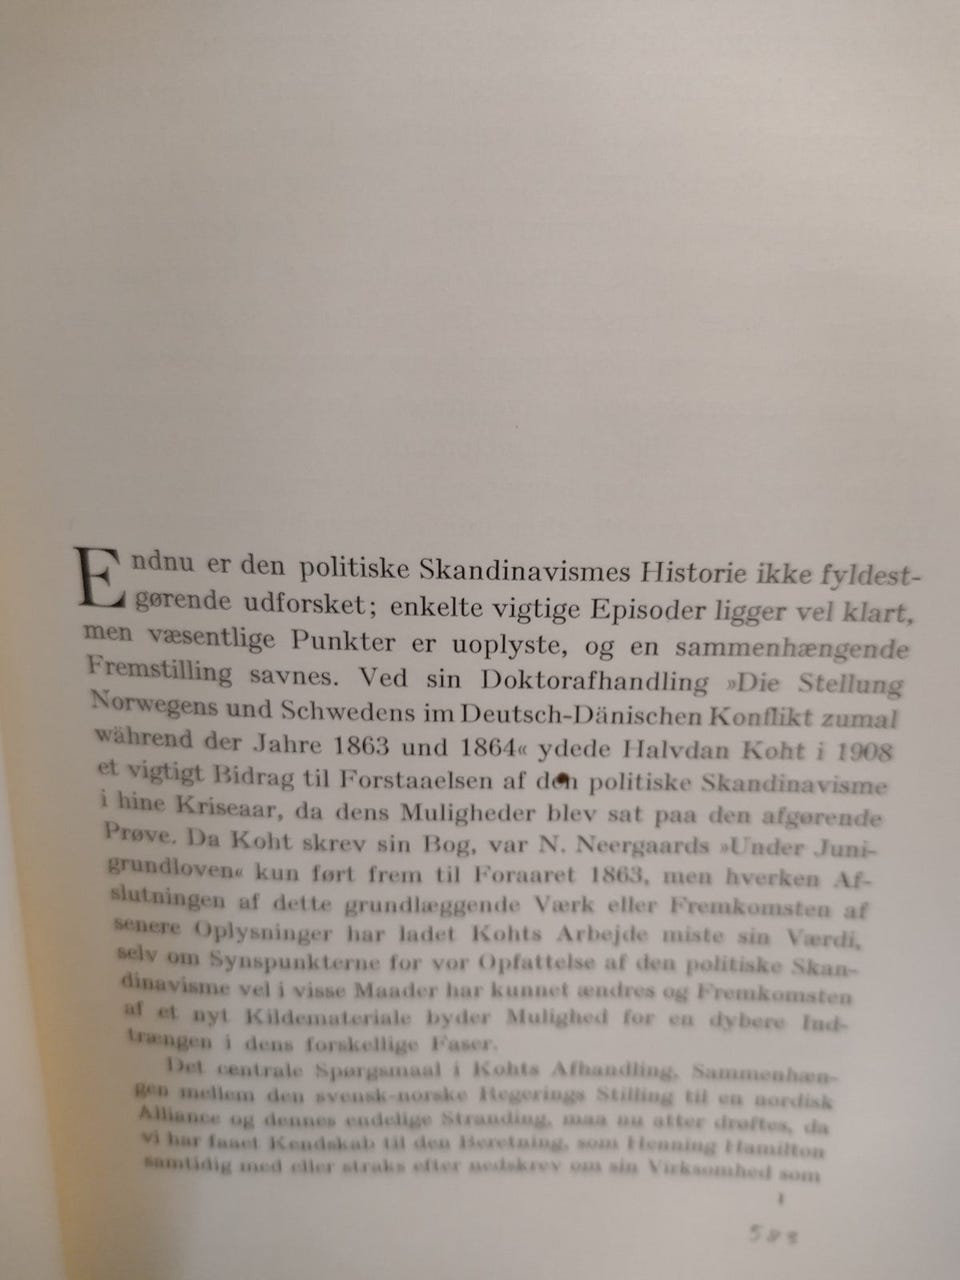 Endnu er den politiske Skandinavismes Historie ikke fyldest-
gørende udforsket; enkelte vigtige Episoder ligger vel klart,
men væsentlige Punkter er uoplyste, og en sammenhængende
Fremstilling savnes. Ved sin Doktorafhandling »Die Stellung
Norwegens und Schwedens im Deutsch-Dänischen Konflikt zumal
während der Jahre 1863 und 1864« ydede Halvdan Koht i 1908
et vigtigt Bidrag til Forstaaelsen af den politiske Skandinavisme
i hine Kriseaar, da dens Muligheder blev sat paa den afgørende
Prøve. Da Koht skrev sin Bog, var N. Neergaards »Under Juni-
grundloven« kun ført frem til Foraaret 1863, men hverken Af-
slutningen af dette grundlæggende Værk eller Fremkomsten af
senere Oplysninger har ladet Kohts Arbejde miste sin Værdi,
selv om Synspunkterne for vor Opfattelse af den politiske Skan-
dinavisme vel i visse Maader har kunnet ændres og Fremkomsten
af et nyt Kildemateriale byder Mulighed for en dybere Ind-
trængen i dens forskellige Faser.
Det centrale Spørgsmaal i Kohts Afhandling, Sammenhæn-
gen mellem den svensk-norske Regerings Stilling til en nordisk
Alliance og dennes endelige Stranding, maa nu atter drøftes, da
vi har faaet Kendskab til den Beretning, som Henning Hamilton
samtidig med eller straks efter nedskrev om sin Virksomhed som
1